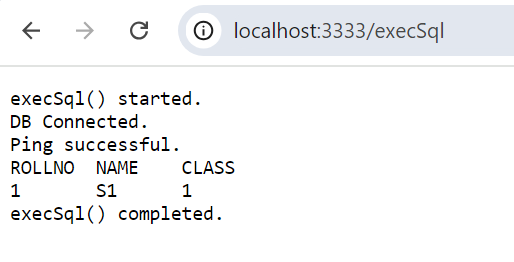 localhost:3333/execSql
execSql() started.
DB Connected.
Ping successful.
ROLLNO  NAME    CLASS
1       S1      1
execSql() completed.